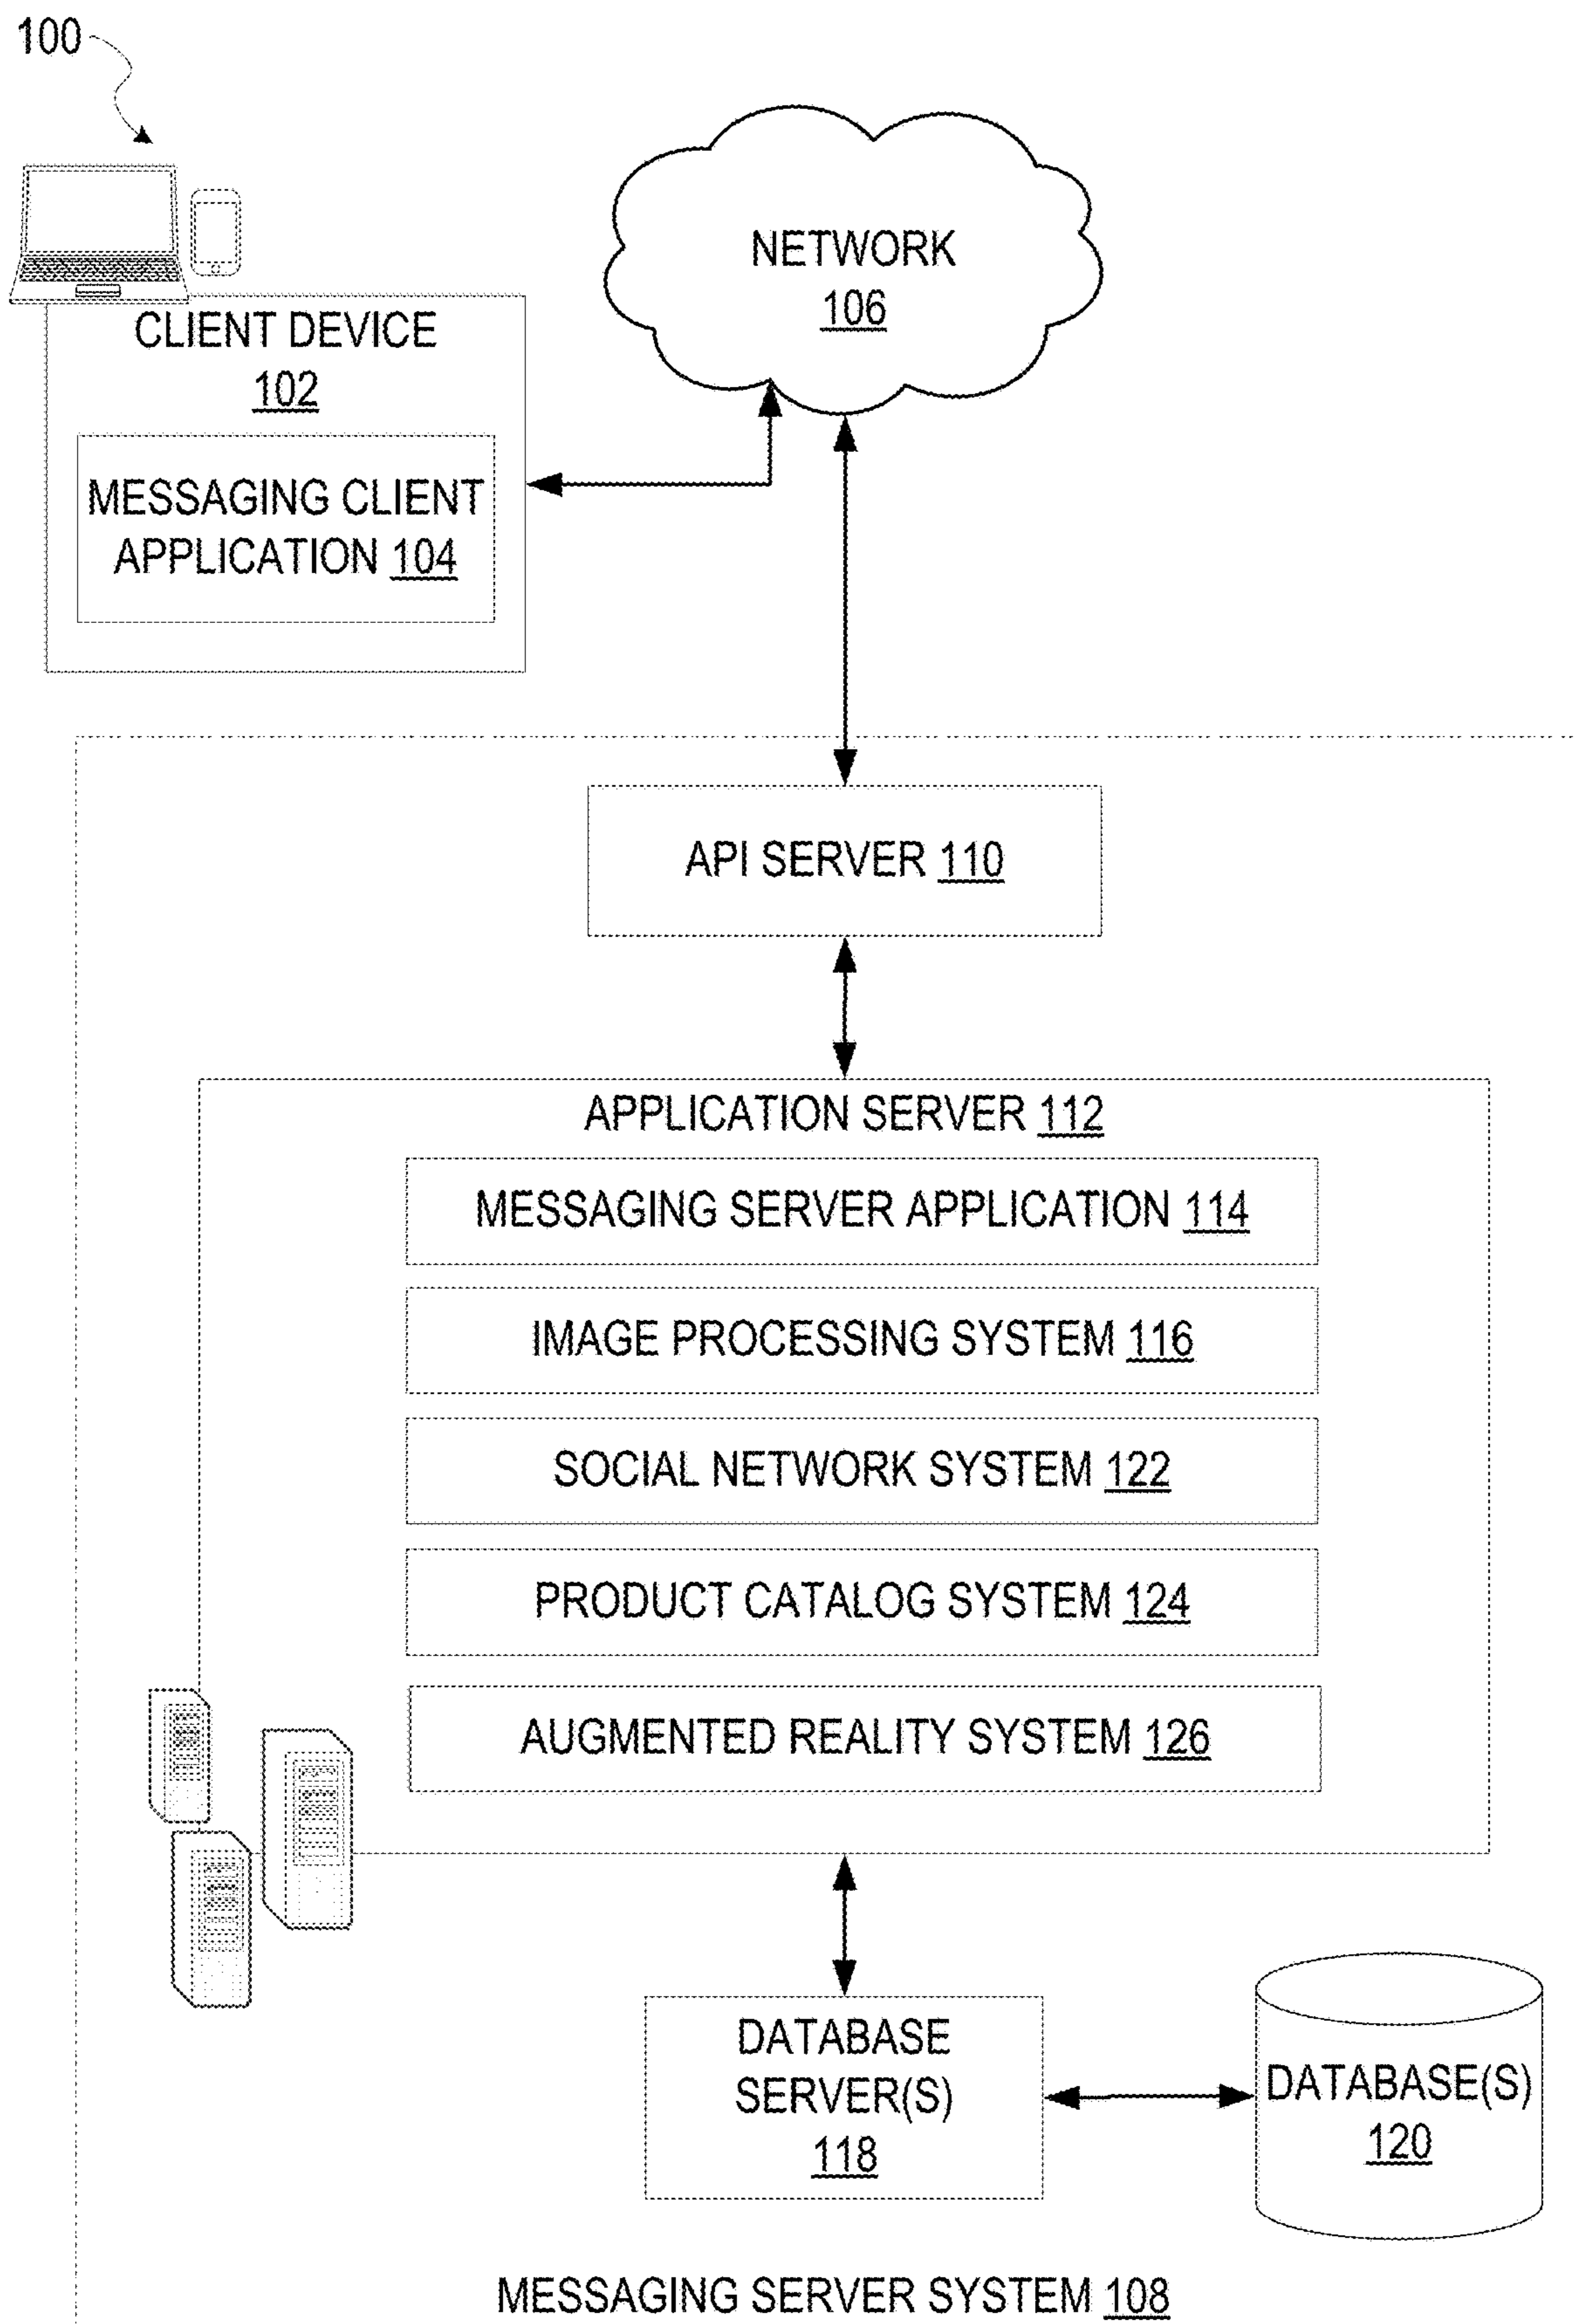 100
NETWORK
106
CLIENT DEVICE
102
MESSAGING CLIENT
APPLICATION 104
API SERVER 110
APPLICATION SERVER 112
MESSAGING SERVER APPLICATION 114
IMAGE PROCESSING SYSTEM 116
SOCIAL NETWORK SYSTEM 122
PRODUCT CATALOG SYSTEM 124
AUGMENTED REALITY SYSTEM 126
DATABASE
SERVER(S)
118
DATABASE(S)
120
MESSAGING SERVER SYSTEM 108